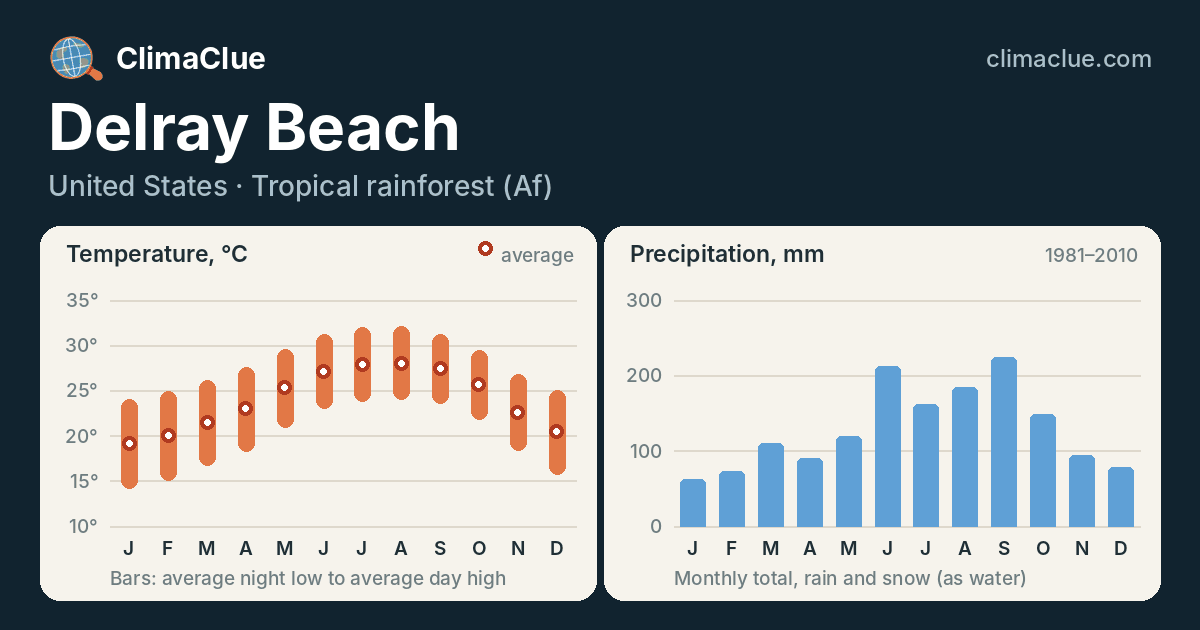 ClimaClue
climaclue.com
Delray Beach
United States · Tropical rainforest (Af)
Temperature, °C
average
35°
30°
25°
20°
15°
10°
J F M A M J J A S O N D
Bars: average night low to average day high
Precipitation, mm
1981–2010
300
200
100
0
J F M A M J J A S O N D
Monthly total, rain and snow (as water)